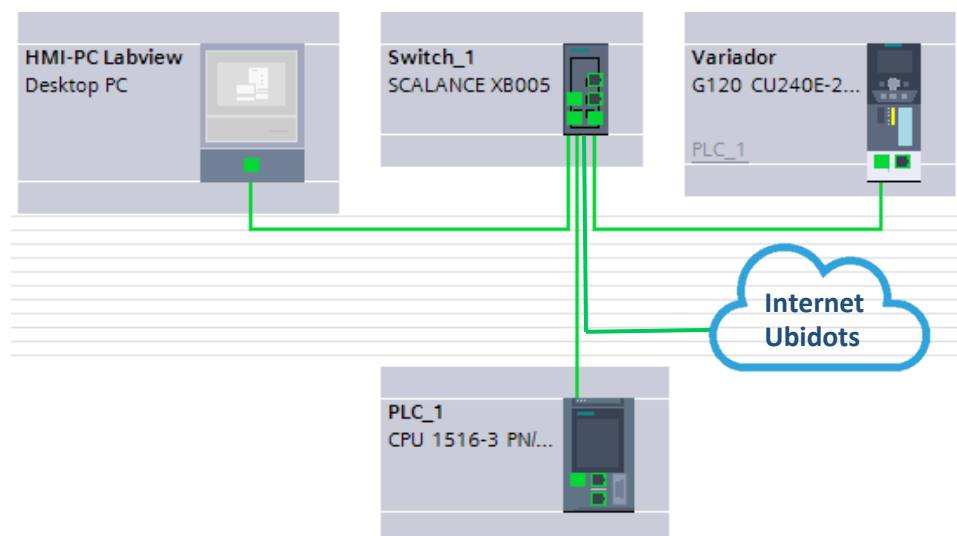 HMI-PC Labview
Desktop PC
Switch_1
SCALANCE XB005
Variador
G120 CU240E-2...
PLC_1
Internet
Ubidots
PLC_1
CPU 1516-3 PN/...